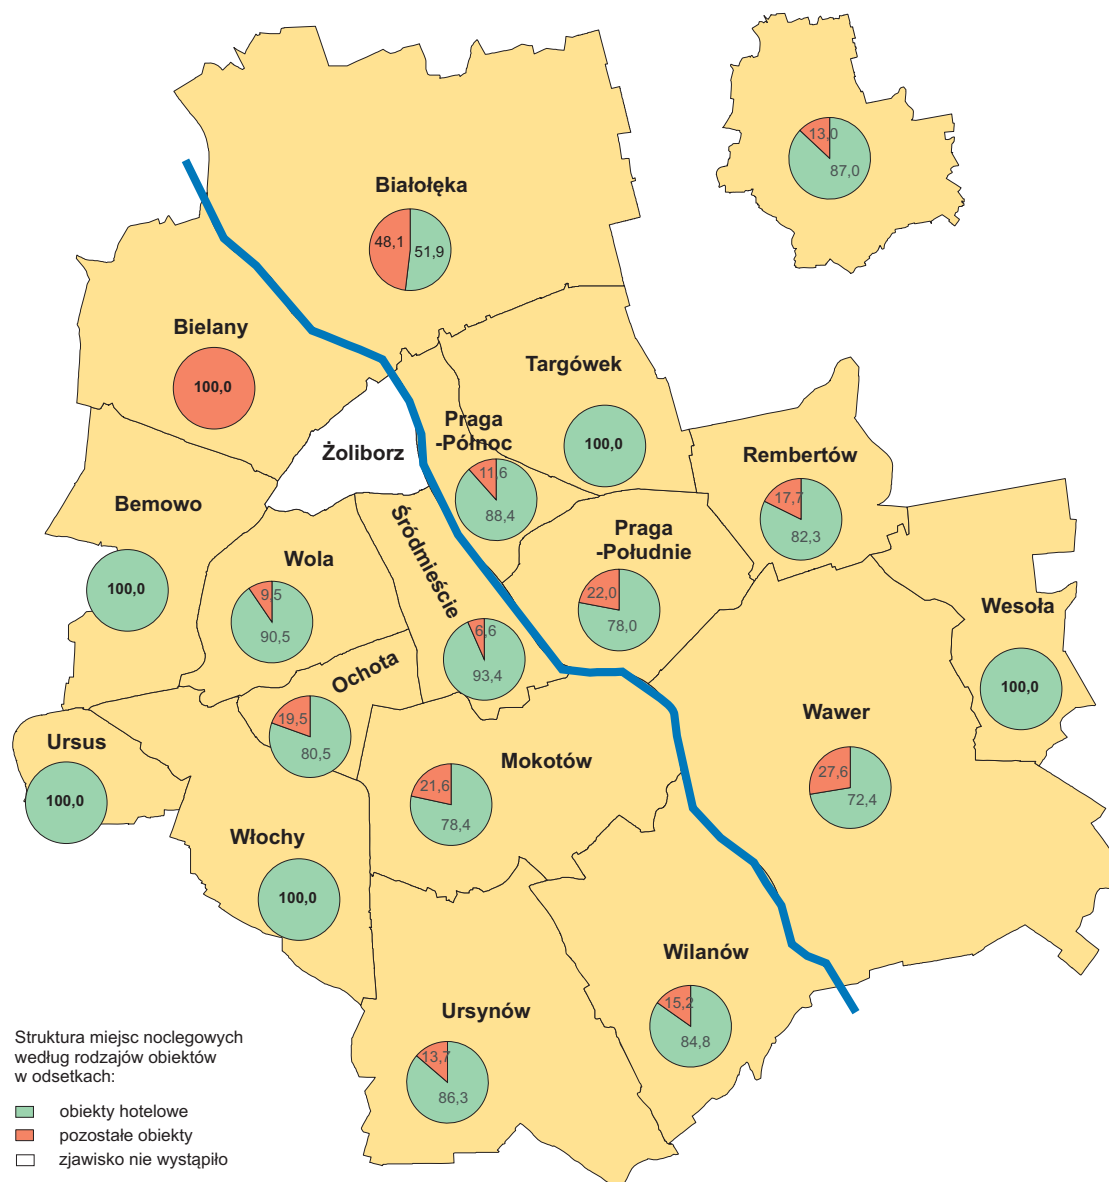 13,0
87,0
Białołęka
48,1
51,9
Bielany
100,0
Targówek
100,0
Praga
-Północ
11,6
88,4
Żoliborz
Rembertów
17,7
82,3
Bemowo
100,0
Wola
9,5
90,5
Śródmieście
6,6
93,4
Praga
-Południe
22,0
78,0
Wesoła
100,0
Ochota
19,5
80,5
Wawer
27,6
72,4
Ursus
100,0
Mokotów
21,6
78,4
Włochy
100,0
Wilanów
15,2
84,8
Ursynów
13,7
86,3
Struktura miejsc noclegowych
według rodzajów obiektów
w odsetkach:
obiekty hotelowe
pozostałe obiekty
zjawisko nie wystąpiło